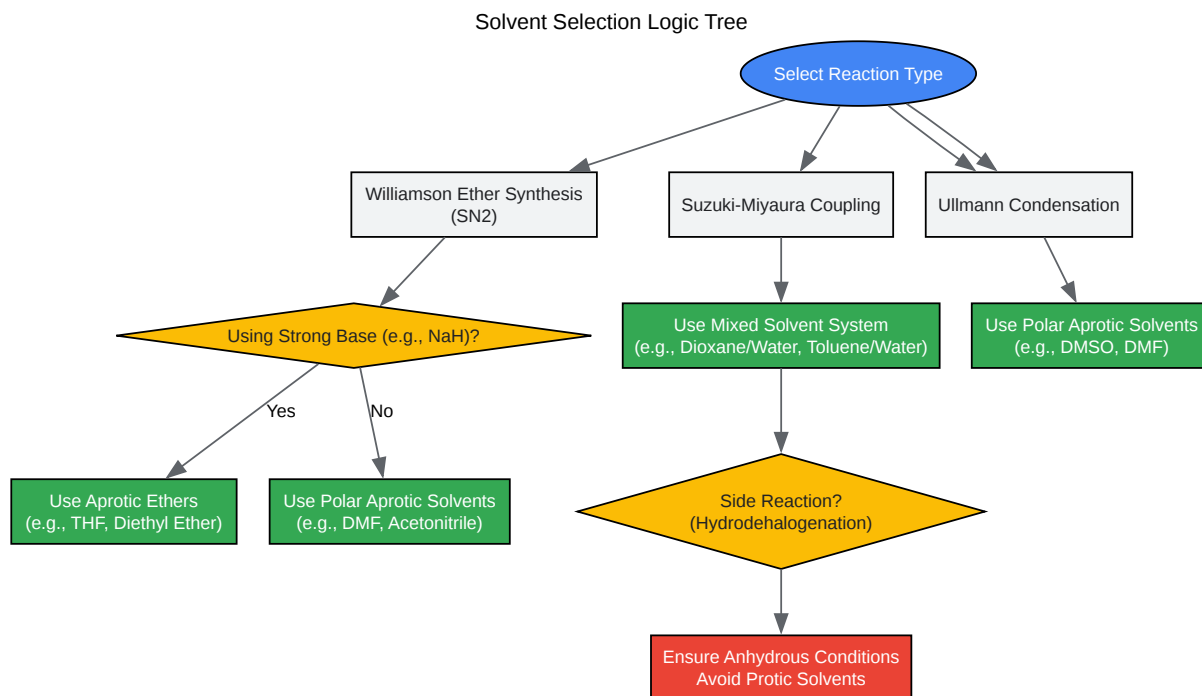 Solvent Selection Logic Tree
Select Reaction Type
Williamson Ether Synthesis
(SN2)
Suzuki-Miyaura Coupling
Ullmann Condensation
Using Strong Base (e.g., NaH)?
Use Mixed Solvent System
(e.g., Dioxane/Water, Toluene/Water)
Use Polar Aprotic Solvents
(e.g., DMSO, DMF)
Yes
No
Use Aprotic Ethers
(e.g., THF, Diethyl Ether)
Use Polar Aprotic Solvents
(e.g., DMF, Acetonitrile)
Side Reaction?
(Hydrodehalogenation)
Ensure Anhydrous Conditions
Avoid Protic Solvents